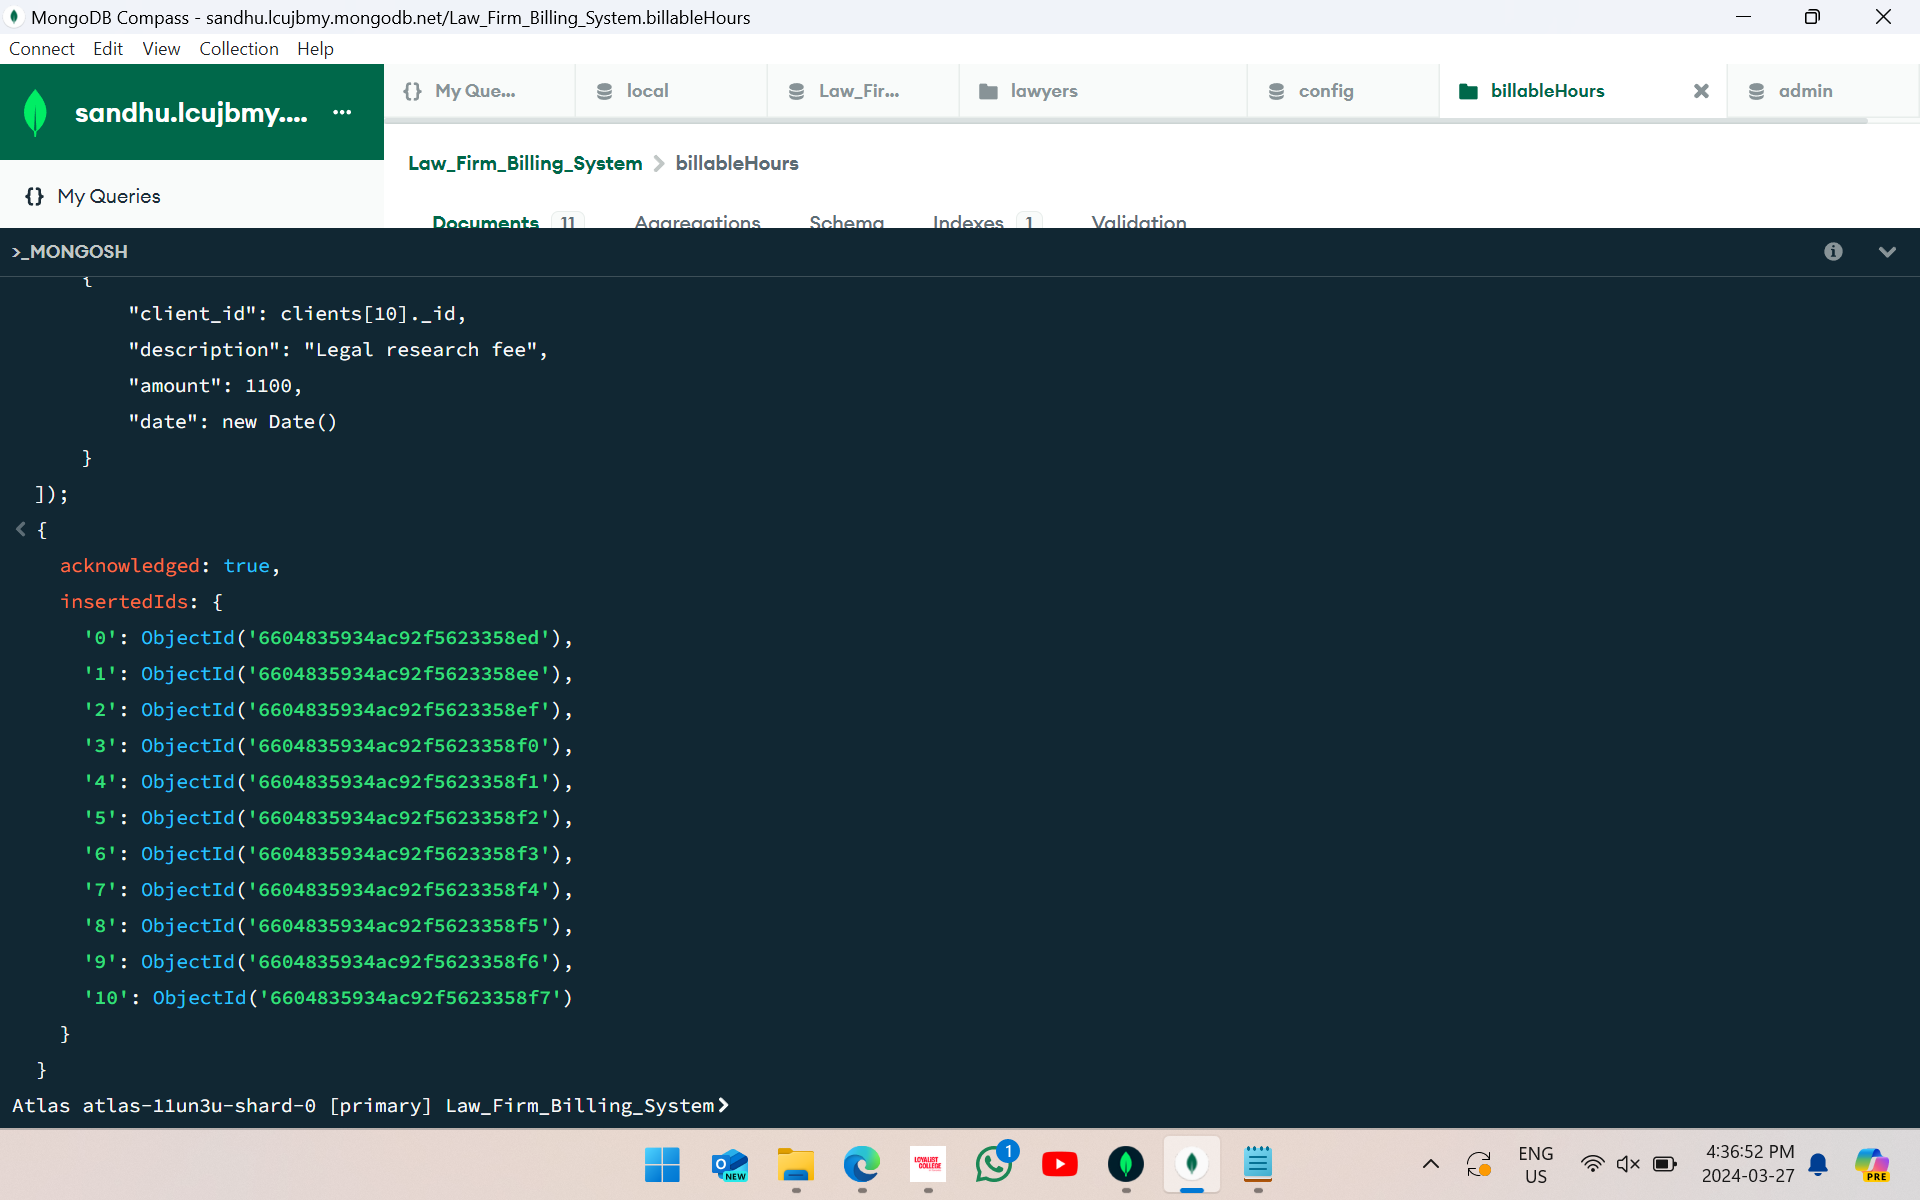 MongoDB Compass - sandhu.lcujbmy.mongodb.net/Law_Firm_Billing_System.billableHours
Connect Edit View Collection Help
sandhu.lcujbmy.... ···
My Que... local Law_Fir... lawyers config billableHours admin
Law_Firm_Billing_System > billableHours
{} My Queries
Documents 11 Aggregations Schema Indexes 1 Validation
>_MONGOSH
{
"client_id": clients[10]._id,
"description": "Legal research fee",
"amount": 1100,
"date": new Date()
}
]);
< {
acknowledged: true,
insertedIds: {
'0': ObjectId('6604835934ac92f5623358ed'),
'1': ObjectId('6604835934ac92f5623358ee'),
'2': ObjectId('6604835934ac92f5623358ef'),
'3': ObjectId('6604835934ac92f5623358f0'),
'4': ObjectId('6604835934ac92f5623358f1'),
'5': ObjectId('6604835934ac92f5623358f2'),
'6': ObjectId('6604835934ac92f5623358f3'),
'7': ObjectId('6604835934ac92f5623358f4'),
'8': ObjectId('6604835934ac92f5623358f5'),
'9': ObjectId('6604835934ac92f5623358f6'),
'10': ObjectId('6604835934ac92f5623358f7')
}
}
Atlas atlas-11un3u-shard-0 [primary] Law_Firm_Billing_System>
NEW
LOYALIST
COLLEGE
1
ENG
US
4:36:52 PM
2024-03-27
PRE